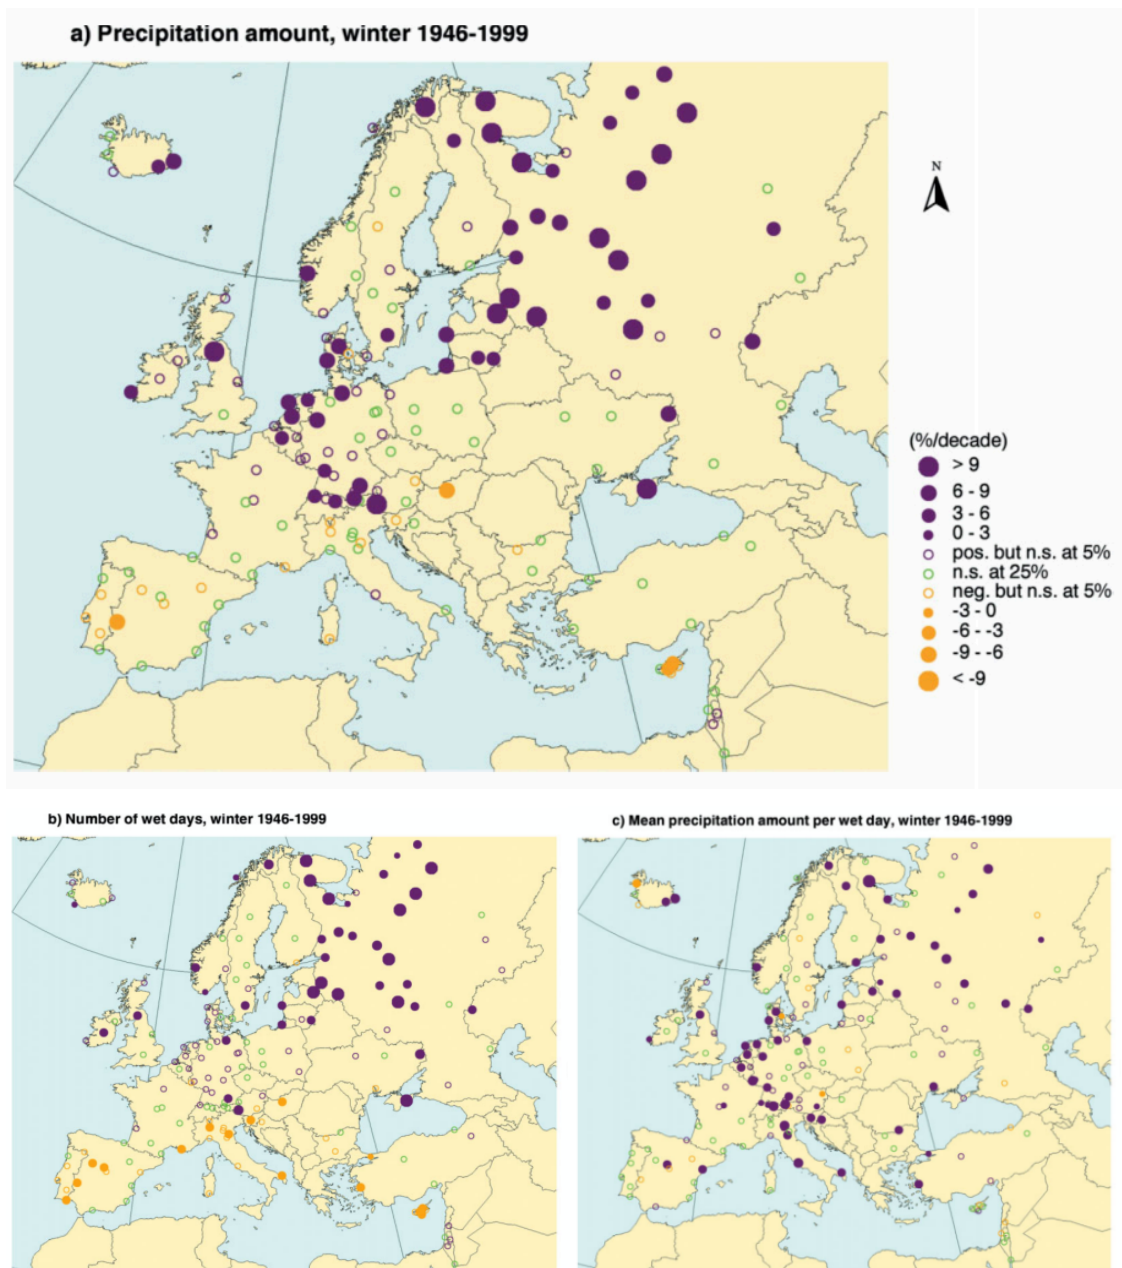 a) Precipitation amount, winter 1946-1999
N
(%/decade)
> 9
6 - 9
3 - 6
0 - 3
pos. but n.s. at 5%
n.s. at 25%
neg. but n.s. at 5%
-3 - 0
-6 - -3
-9 - -6
< -9
b) Number of wet days, winter 1946-1999
c) Mean precipitation amount per wet day, winter 1946-1999